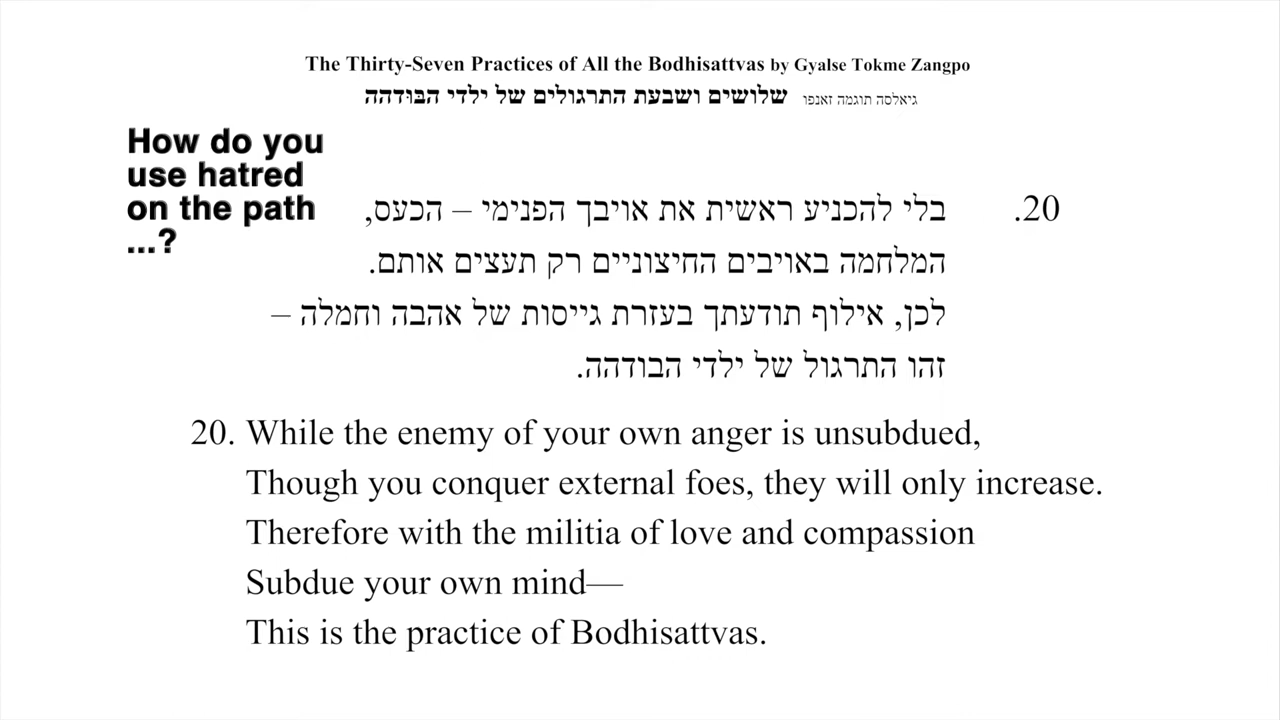 The Thirty-Seven Practices of All the Bodhisattvas by Gyalse Tokme Zangpo
שלושים ושבעת התרגולים של ילדי הבּוּדהה גיאלסה תוגמה זאנפו
How do you
use hatred
on the path
...?
20. בלי להכניע ראשית את אויבך הפנימי – הכעס,
המלחמה באויבים החיצוניים רק תעצים אותם.
לכן, אילוף תודעתך בעזרת גייסות של אהבה וחמלה –
זהו התרגול של ילדי הבודהה.
20. While the enemy of your own anger is unsubdued,
Though you conquer external foes, they will only increase.
Therefore with the militia of love and compassion
Subdue your own mind—
This is the practice of Bodhisattvas.